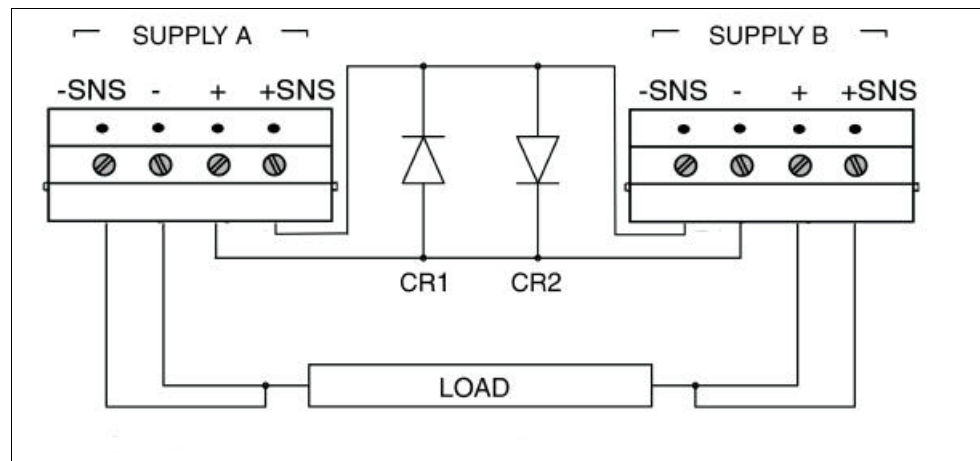 SUPPLY A SUPPLY B
-SNS - + +SNS -SNS - + +SNS
CR1 CR2
LOAD